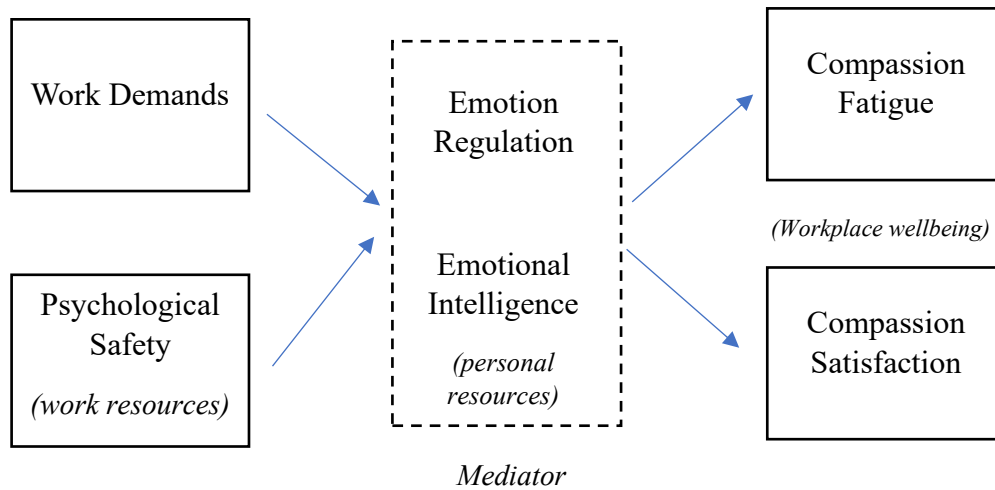 Work Demands
Psychological
Safety
(work resources)
Emotion
Regulation
Emotional
Intelligence
(personal
resources)
Mediator
Compassion
Fatigue
(Workplace wellbeing)
Compassion
Satisfaction